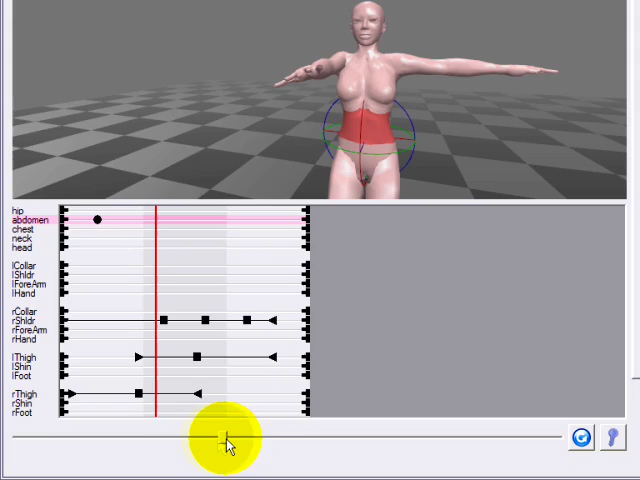 hip
abdomen
chest
neck
head
lCollar
lShldr
lForeArm
lHand
rCollar
rShldr
rForeArm
rHand
lThigh
lShin
lFoot
rThigh
rShin
rFoot